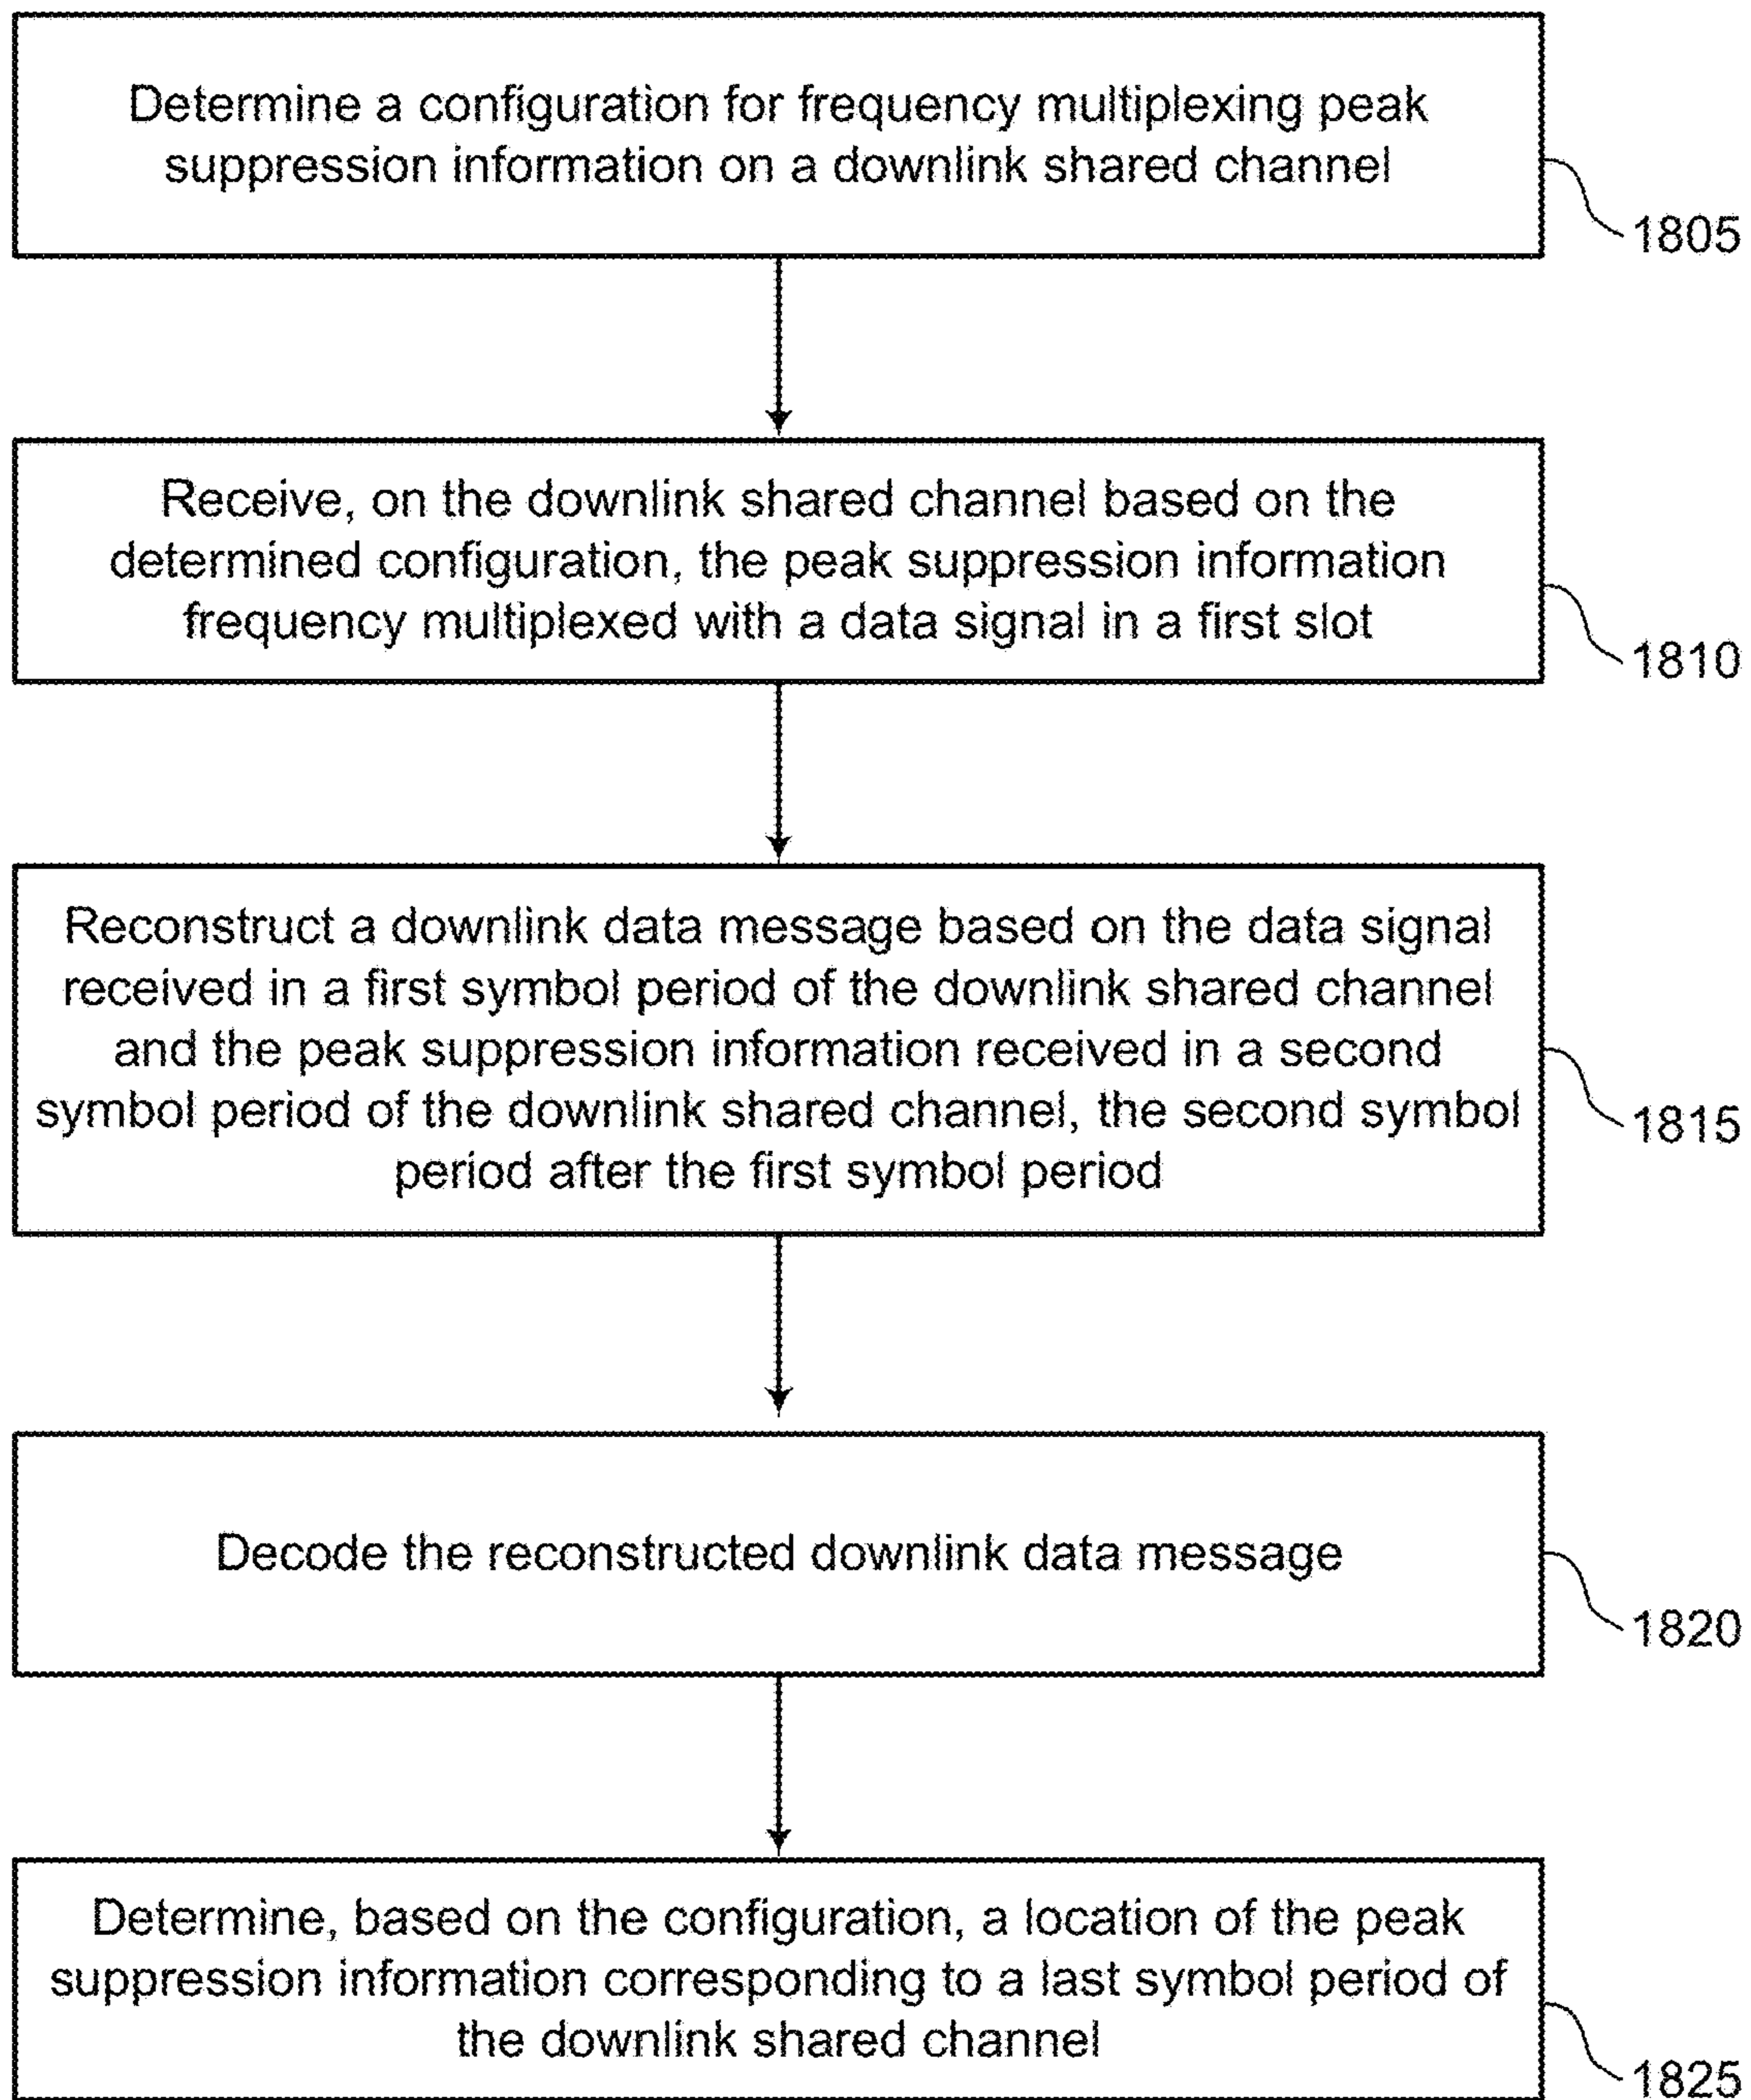 Determine a configuration for frequency multiplexing peak
suppression information on a downlink shared channel
1805
Receive, on the downlink shared channel based on the
determined configuration, the peak suppression information
frequency multiplexed with a data signal in a first slot
1810
Reconstruct a downlink data message based on the data signal
received in a first symbol period of the downlink shared channel
and the peak suppression information received in a second
symbol period of the downlink shared channel, the second symbol
period after the first symbol period
1815
Decode the reconstructed downlink data message
1820
Determine, based on the configuration, a location of the peak
suppression information corresponding to a last symbol period of
the downlink shared channel
1825